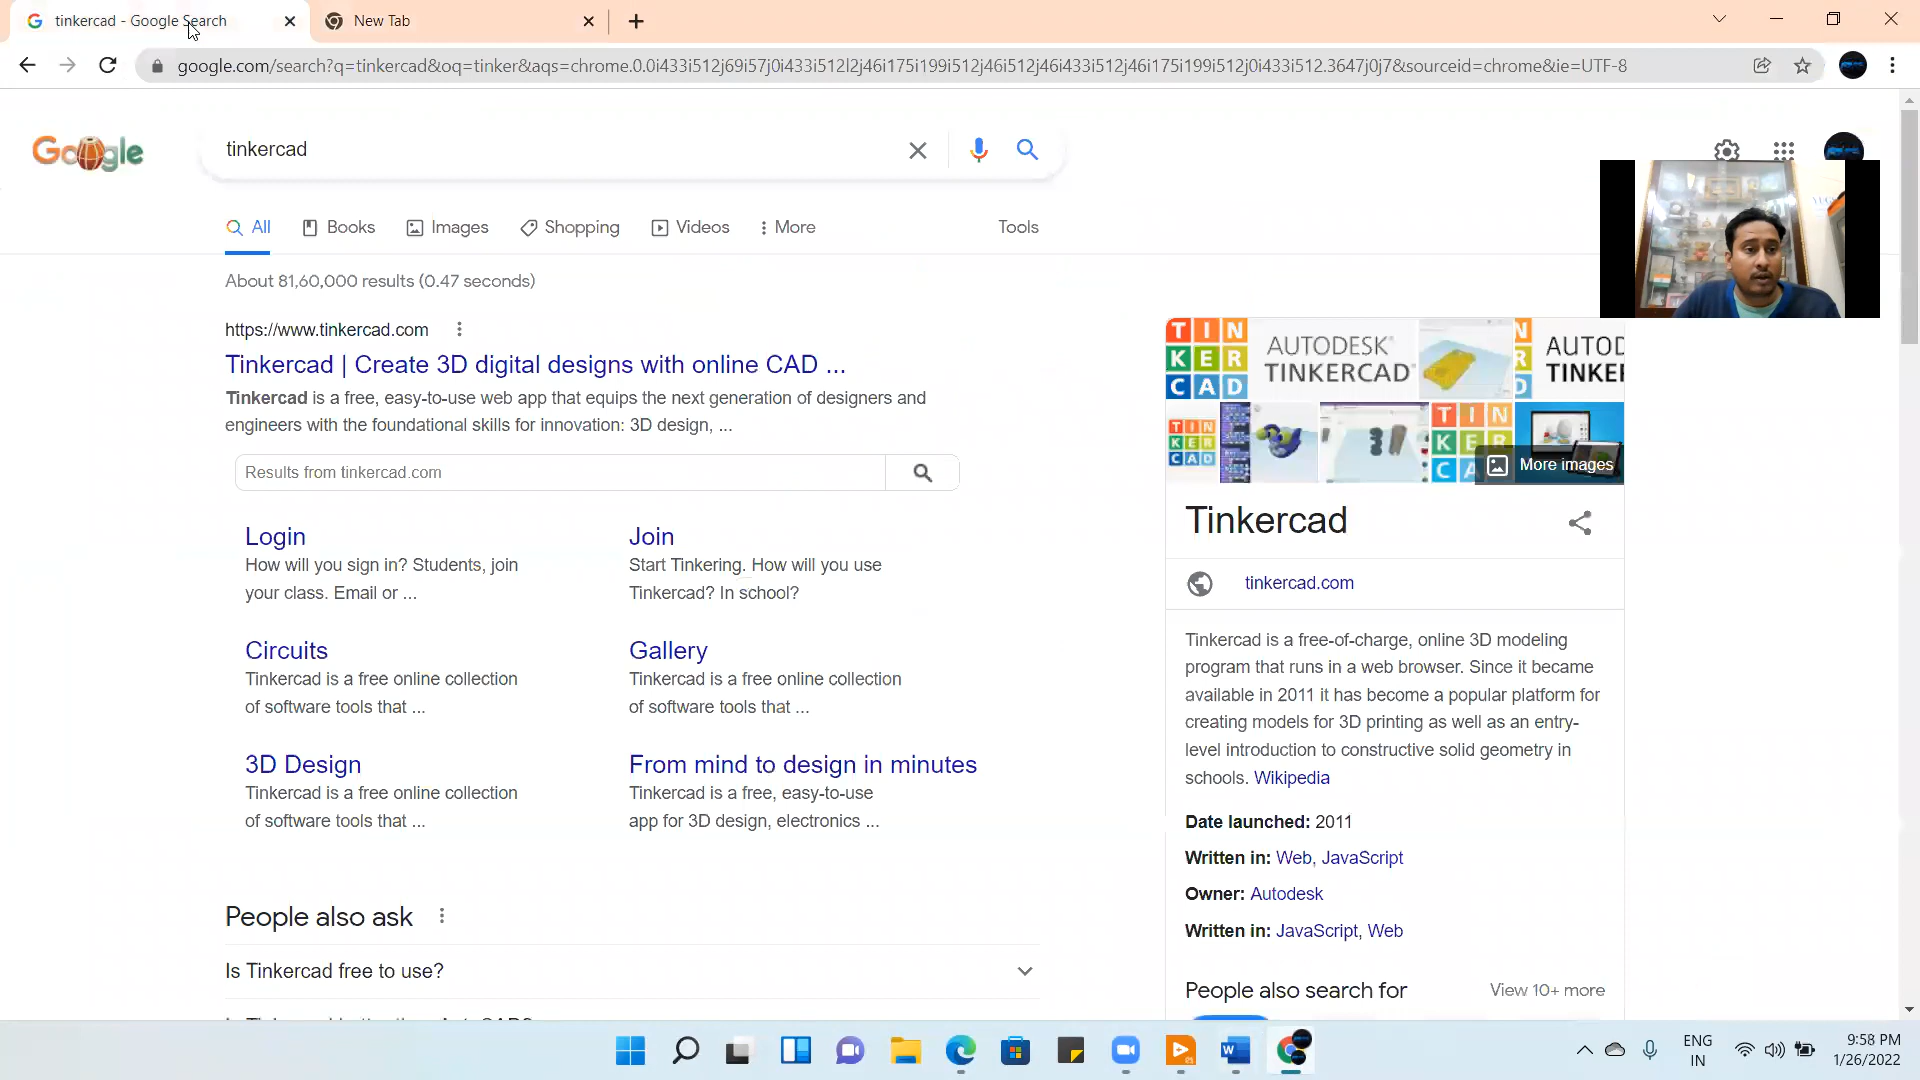 tinkercad - Google Search
New Tab
google.com/search?q=tinkercad&oq=tinker&aqs=chrome.0.0i433i512j69i57j0i433i512l2j46i175i199i512j46i512j46i433i512j46i175i199i512j0i433i512.3647j0j7&sourceid=chrome&ie=UTF-8
Google
tinkercad
All
Books
Images
Shopping
Videos
More
Tools
About 81,60,000 results (0.47 seconds)
https://www.tinkercad.com
Tinkercad | Create 3D digital designs with online CAD ...
Tinkercad is a free, easy-to-use web app that equips the next generation of designers and
engineers with the foundational skills for innovation: 3D design, ...
Results from tinkercad.com
Login
How will you sign in? Students, join
your class. Email or ...
Join
Start Tinkering. How will you use
Tinkercad? In school?
Circuits
Tinkercad is a free online collection
of software tools that ...
Gallery
Tinkercad is a free online collection
of software tools that ...
3D Design
Tinkercad is a free online collection
of software tools that ...
From mind to design in minutes
Tinkercad is a free, easy-to-use
app for 3D design, electronics ...
People also ask
Is Tinkercad free to use?
TIN
KER
CAD
AUTODESK
TINKERCAD
AUTOD
TINKER
TIN
KER
CAD
TIN
KER
CA
More images
Tinkercad
tinkercad.com
Tinkercad is a free-of-charge, online 3D modeling
program that runs in a web browser. Since it became
available in 2011 it has become a popular platform for
creating models for 3D printing as well as an entry-
level introduction to constructive solid geometry in
schools. Wikipedia
Date launched: 2011
Written in: Web, JavaScript
Owner: Autodesk
Written in: JavaScript, Web
People also search for
View 10+ more
ENG
IN
9:58 PM
1/26/2022